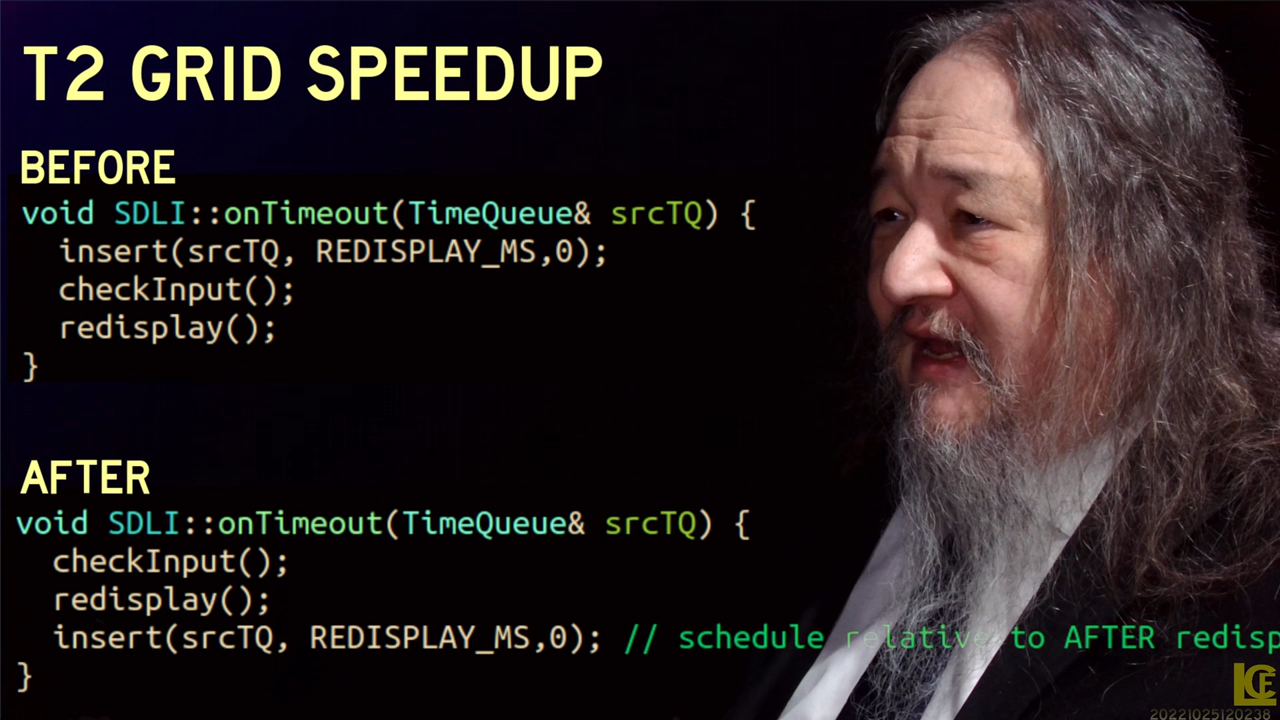 T2 GRID SPEEDUP
BEFORE
void SDLI::onTimeout(TimeQueue& srcTQ) {
  insert(srcTQ, REDISPLAY_MS,0);
  checkInput();
  redisplay();
}
AFTER
void SDLI::onTimeout(TimeQueue& srcTQ) {
  checkInput();
  redisplay();
  insert(srcTQ, REDISPLAY_MS,0); // schedule relative to AFTER redisp
}
20221025120238